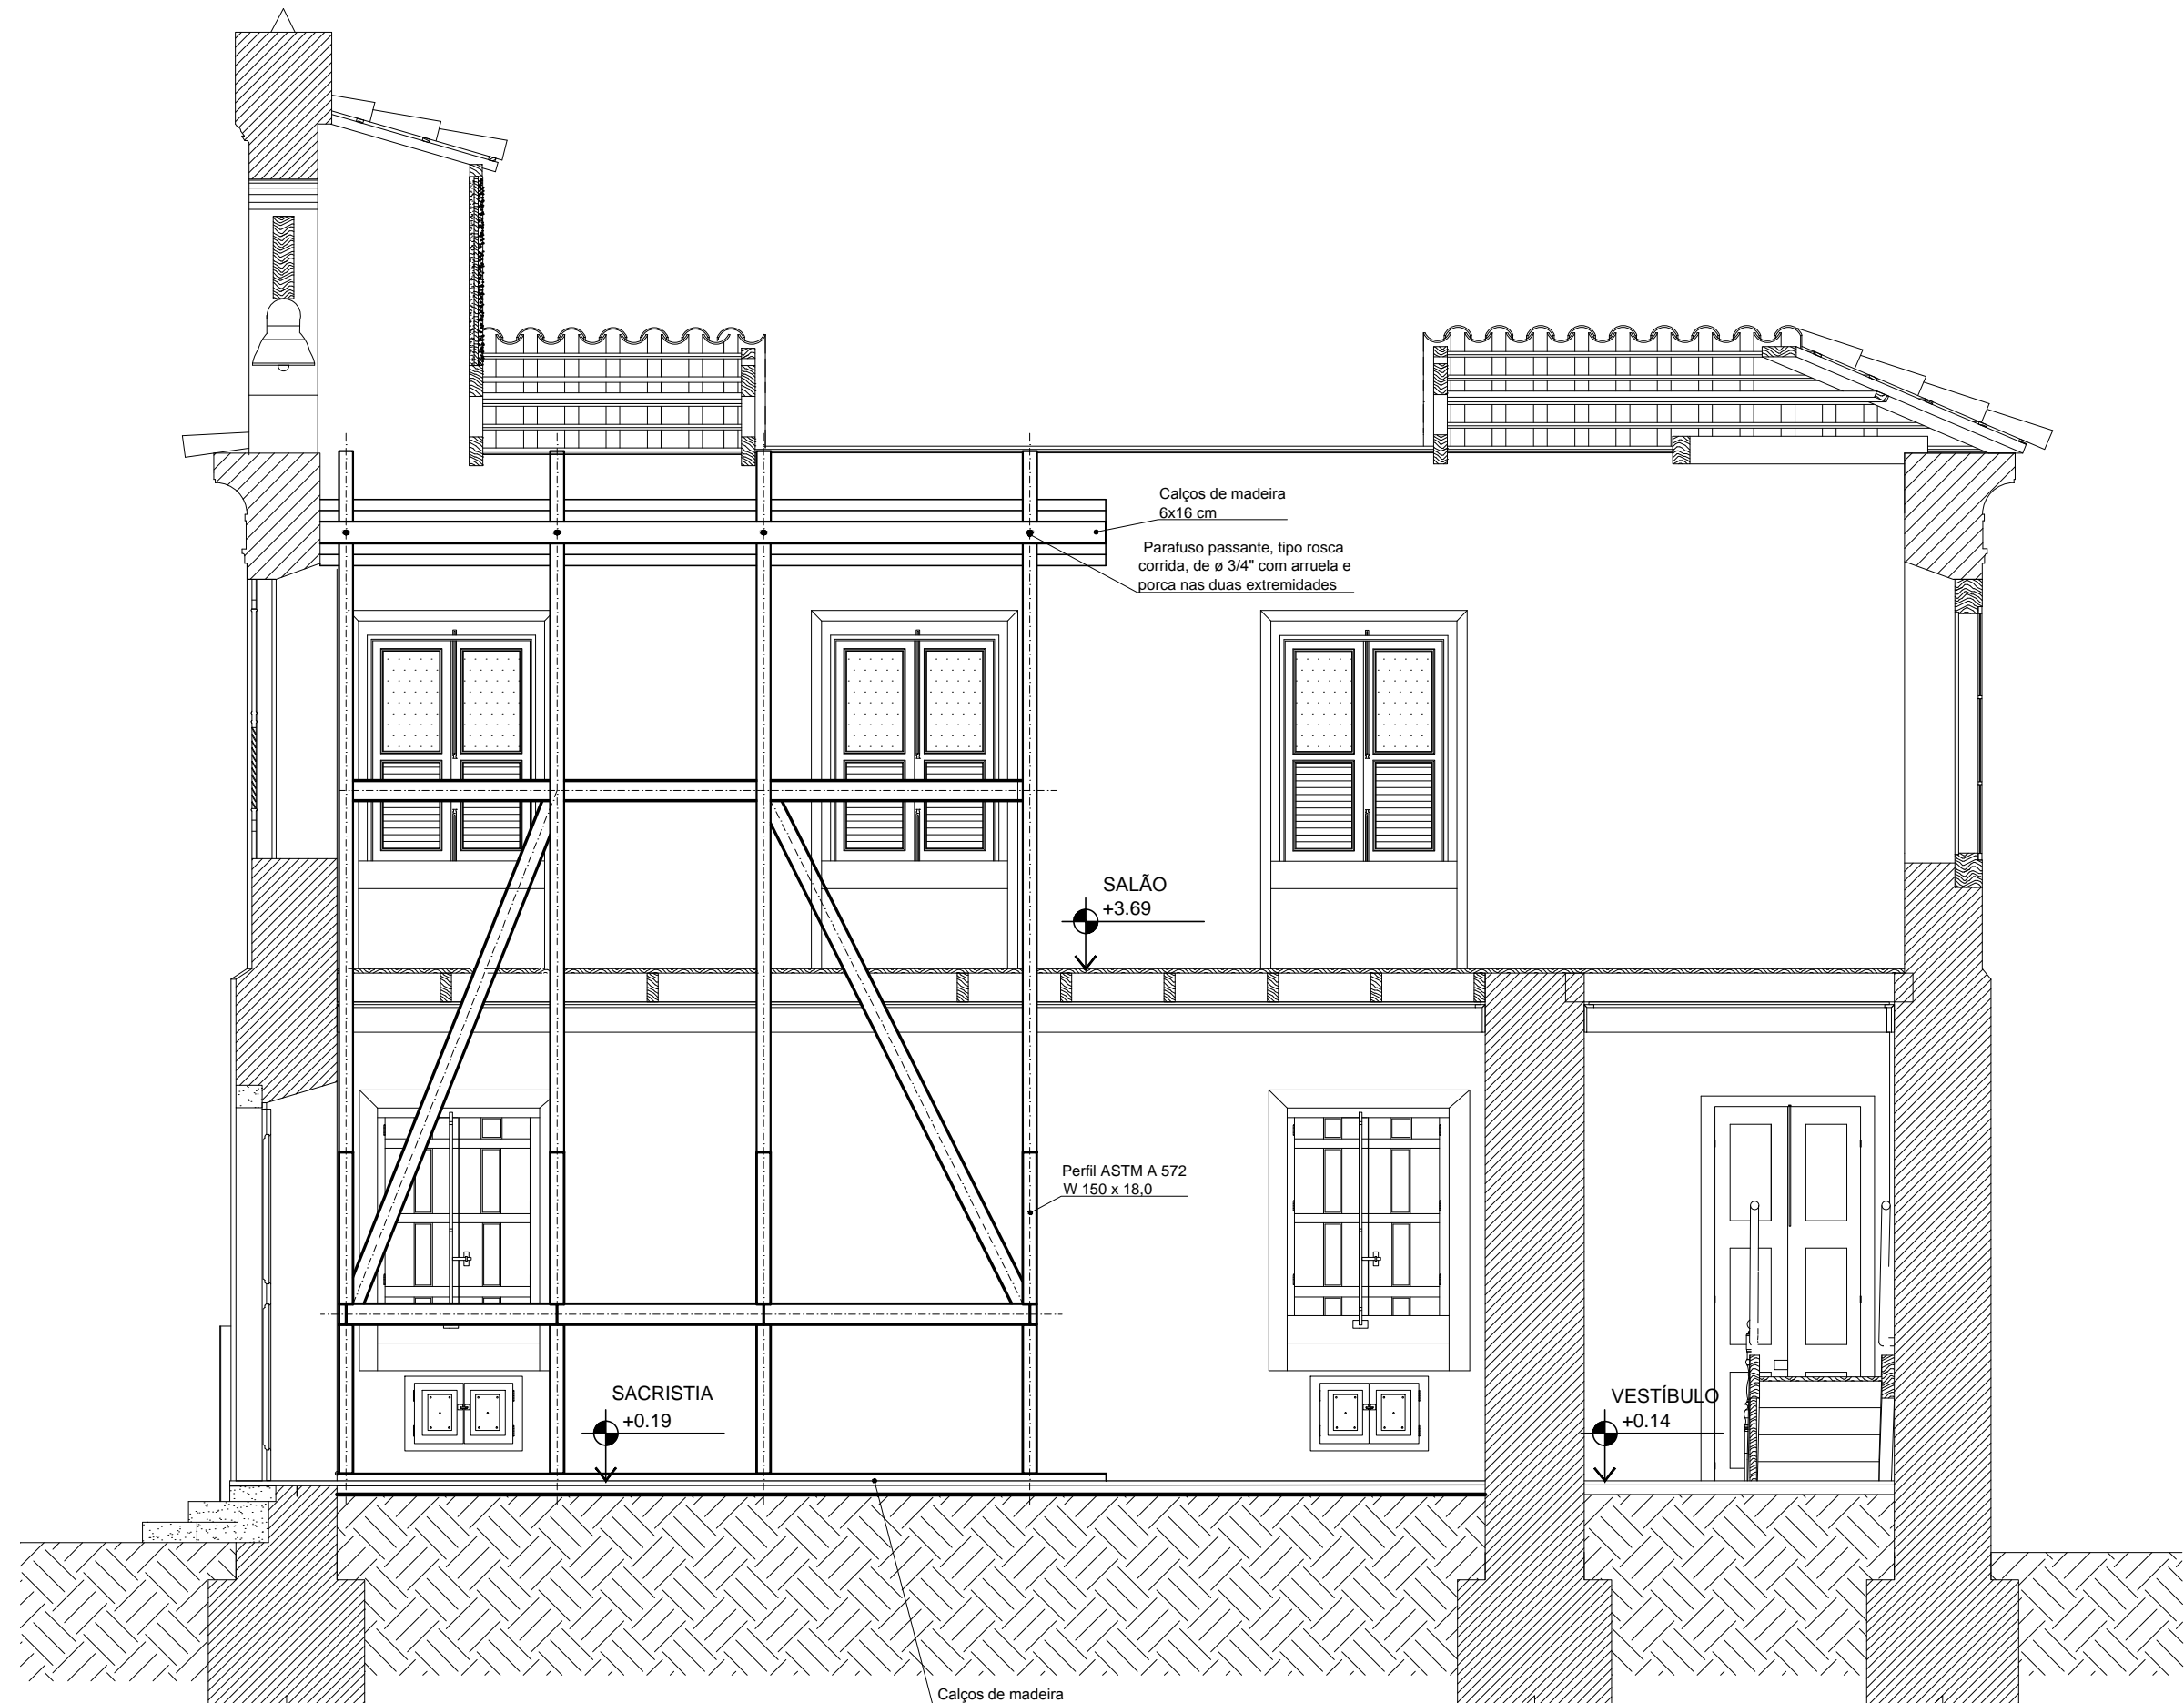 Calços de madeira
6x16 cm
Parafuso passante, tipo rosca
corrida, de ø 3/4" com arruela e
porca nas duas extremidades
SALÃO
+3.69
Perfil ASTM A 572
W 150 x 18,0
SACRISTIA
+0.19
VESTÍBULO
+0.14
Calços de madeira